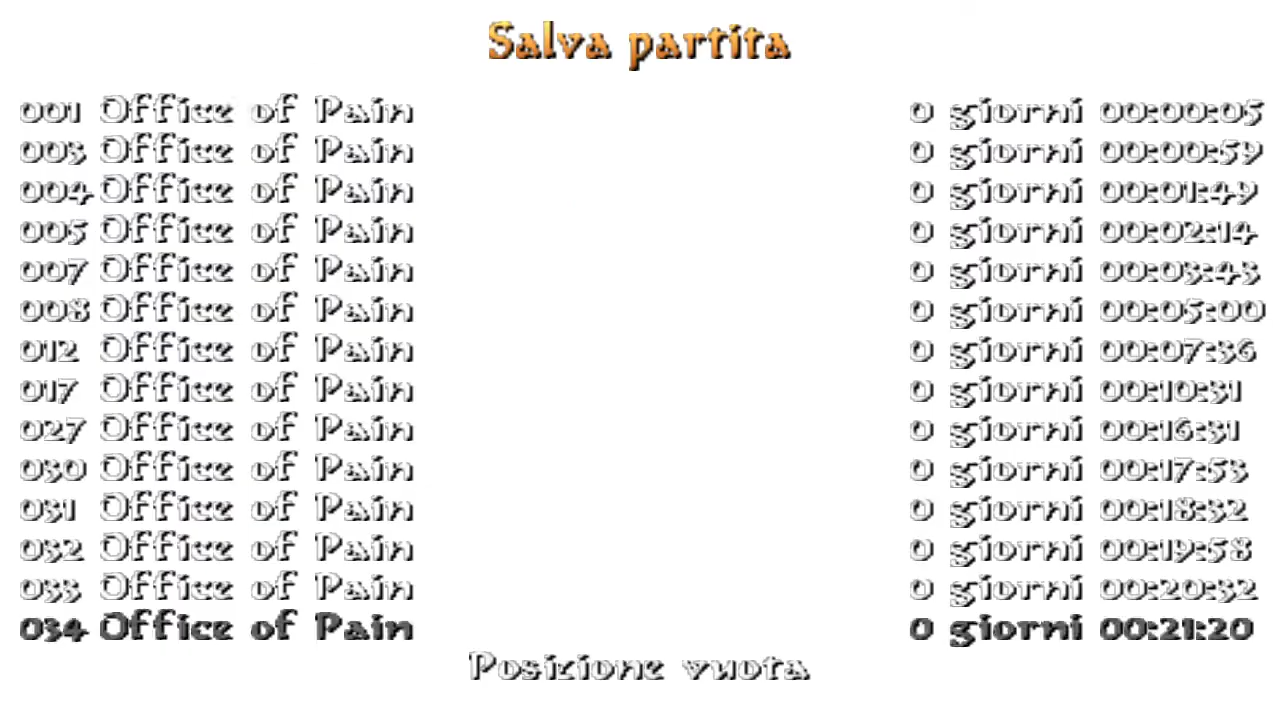 Salva partita
001 Office of Pain 0 giorni 00:00:05
003 Office of Pain 0 giorni 00:00:59
004 Office of Pain 0 giorni 00:01:49
005 Office of Pain 0 giorni 00:02:14
007 Office of Pain 0 giorni 00:03:43
008 Office of Pain 0 giorni 00:05:00
012 Office of Pain 0 giorni 00:07:36
017 Office of Pain 0 giorni 00:10:31
027 Office of Pain 0 giorni 00:16:31
030 Office of Pain 0 giorni 00:17:53
031 Office of Pain 0 giorni 00:18:32
032 Office of Pain 0 giorni 00:19:58
033 Office of Pain 0 giorni 00:20:32
034 Office of Pain 0 giorni 00:21:20
Posizione vuota